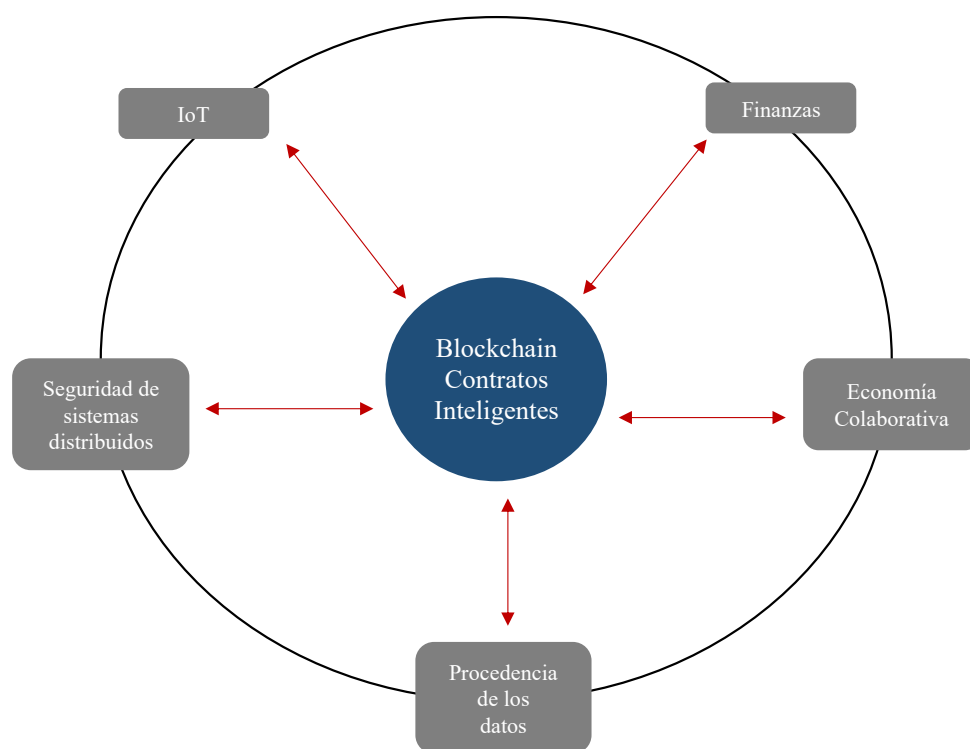 IoT
Finanzas
Blockchain
Contratos
Inteligentes
Seguridad de
sistemas
distribuidos
Economía
Colaborativa
Procedencia
de los
datos